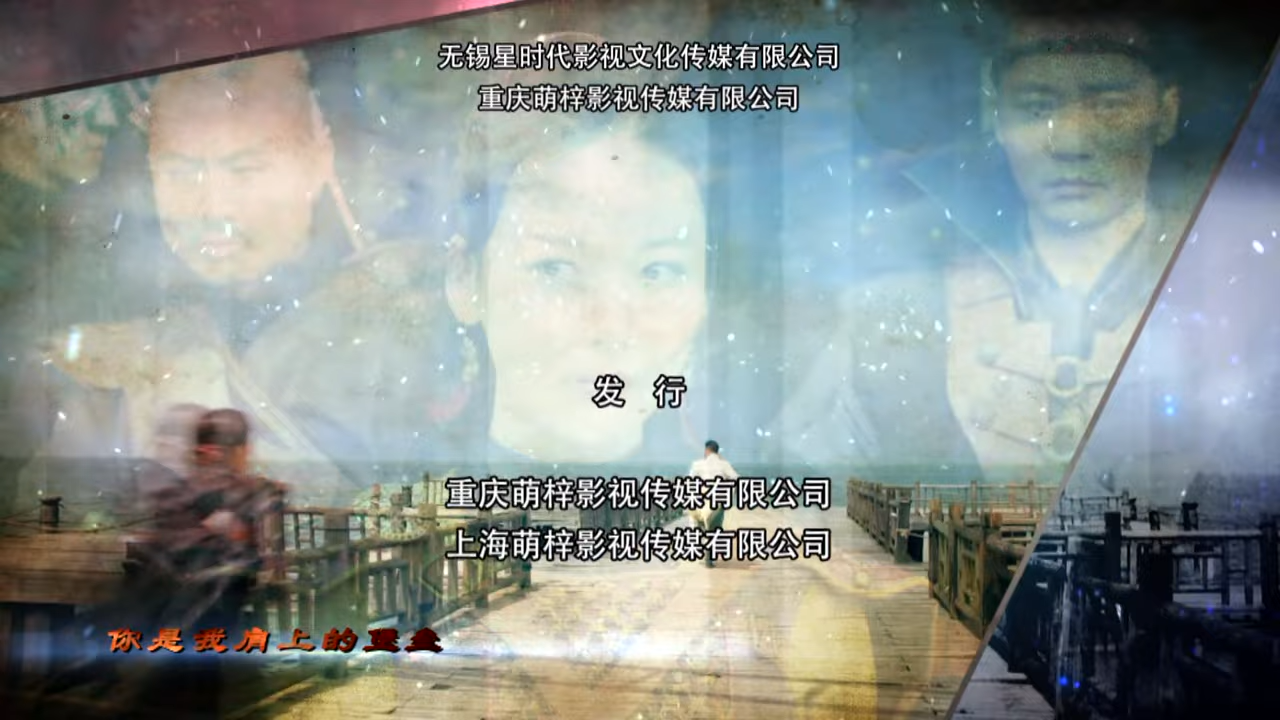 无锡星时代影视文化传媒有限公司
重庆萌梓影视传媒有限公司
发 行
重庆萌梓影视传媒有限公司
上海萌梓影视传媒有限公司
你是我肩上的堡垒